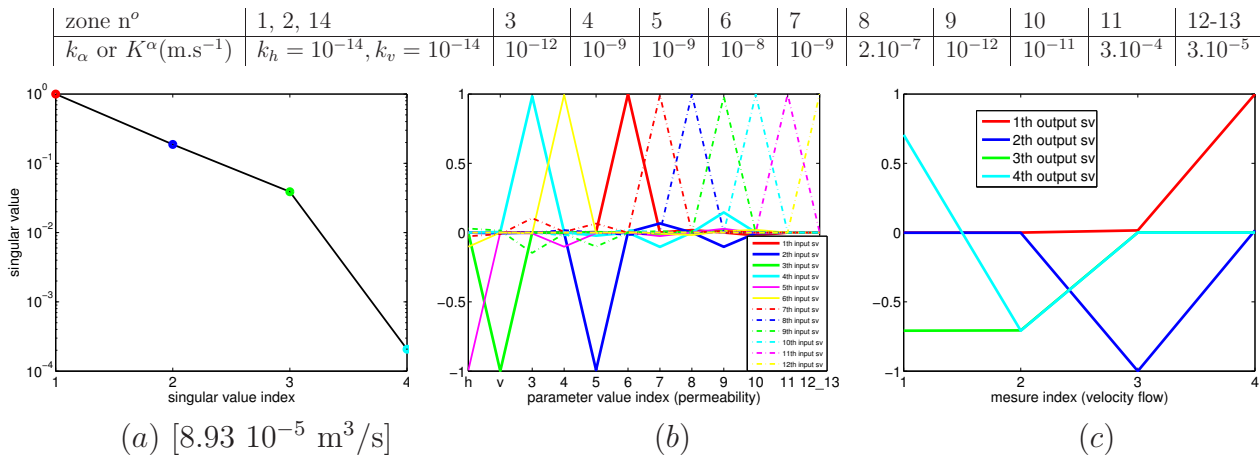 zone nᵒ 1, 2, 14 3 4 5 6 7 8 9 10 11 12-13
k_α or K^α(m.s⁻¹) k_h = 10⁻¹⁴, k_v = 10⁻¹⁴ 10⁻¹² 10⁻⁹ 10⁻⁹ 10⁻⁸ 10⁻⁹ 2.10⁻⁷ 10⁻¹² 10⁻¹¹ 3.10⁻⁴ 3.10⁻⁵
10⁰
10⁻¹
10⁻²
10⁻³
10⁻⁴
singular value
1 2 3 4
singular value index
(a) [8.93 10⁻⁵ m³/s]
1
0.5
0
−0.5
−1
1th input sv
2th input sv
3th input sv
4th input sv
5th input sv
6th input sv
7th input sv
8th input sv
9th input sv
10th input sv
11th input sv
12th input sv
h v 3 4 5 6 7 8 9 10 11 12_13
parameter value index (permeability)
(b)
1
0.5
0
−0.5
−1
1th output sv
2th output sv
3th output sv
4th output sv
1 2 3 4
mesure index (velocity flow)
(c)